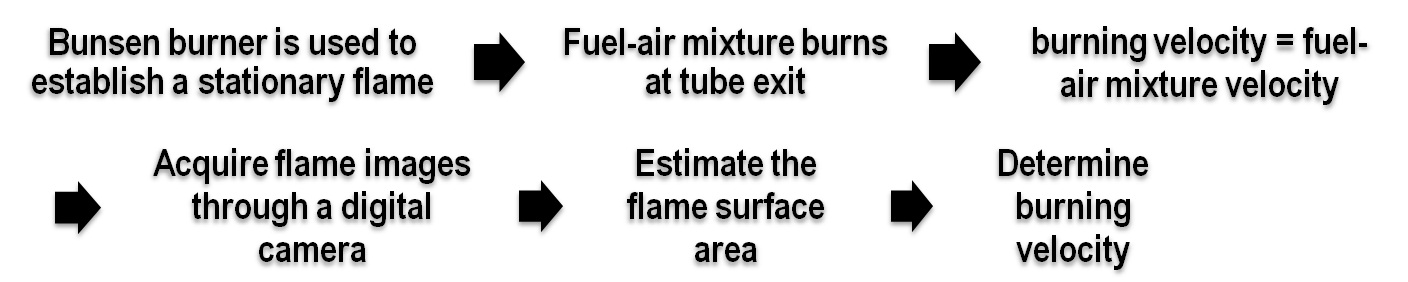 Bunsen burner is used to
establish a stationary flame
Fuel-air mixture burns
at tube exit
burning velocity = fuel-
air mixture velocity
Acquire flame images
through a digital
camera
Estimate the
flame surface
area
Determine
burning
velocity